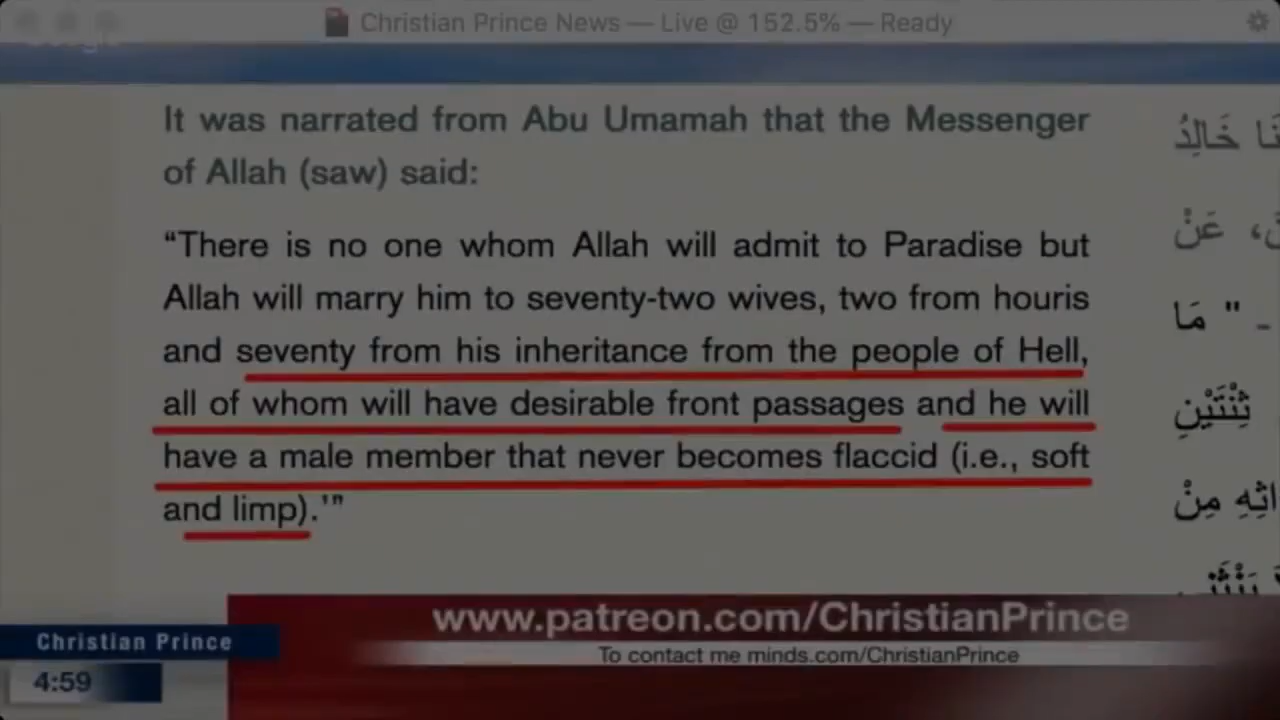 Christian Prince News — Live @ 152.5% — Ready
It was narrated from Abu Umamah that the Messenger
of Allah (saw) said:
“There is no one whom Allah will admit to Paradise but
Allah will marry him to seventy-two wives, two from houris
and seventy from his inheritance from the people of Hell,
all of whom will have desirable front passages and he will
have a male member that never becomes flaccid (i.e., soft
and limp).’”
نَا خَالِدُ
، عَنْ
- " مَا
ثِنْتَيْنِ
اثِهِ مِنْ
www.patreon.com/ChristianPrince
Christian Prince
To contact me minds.com/ChristianPrince
4:59